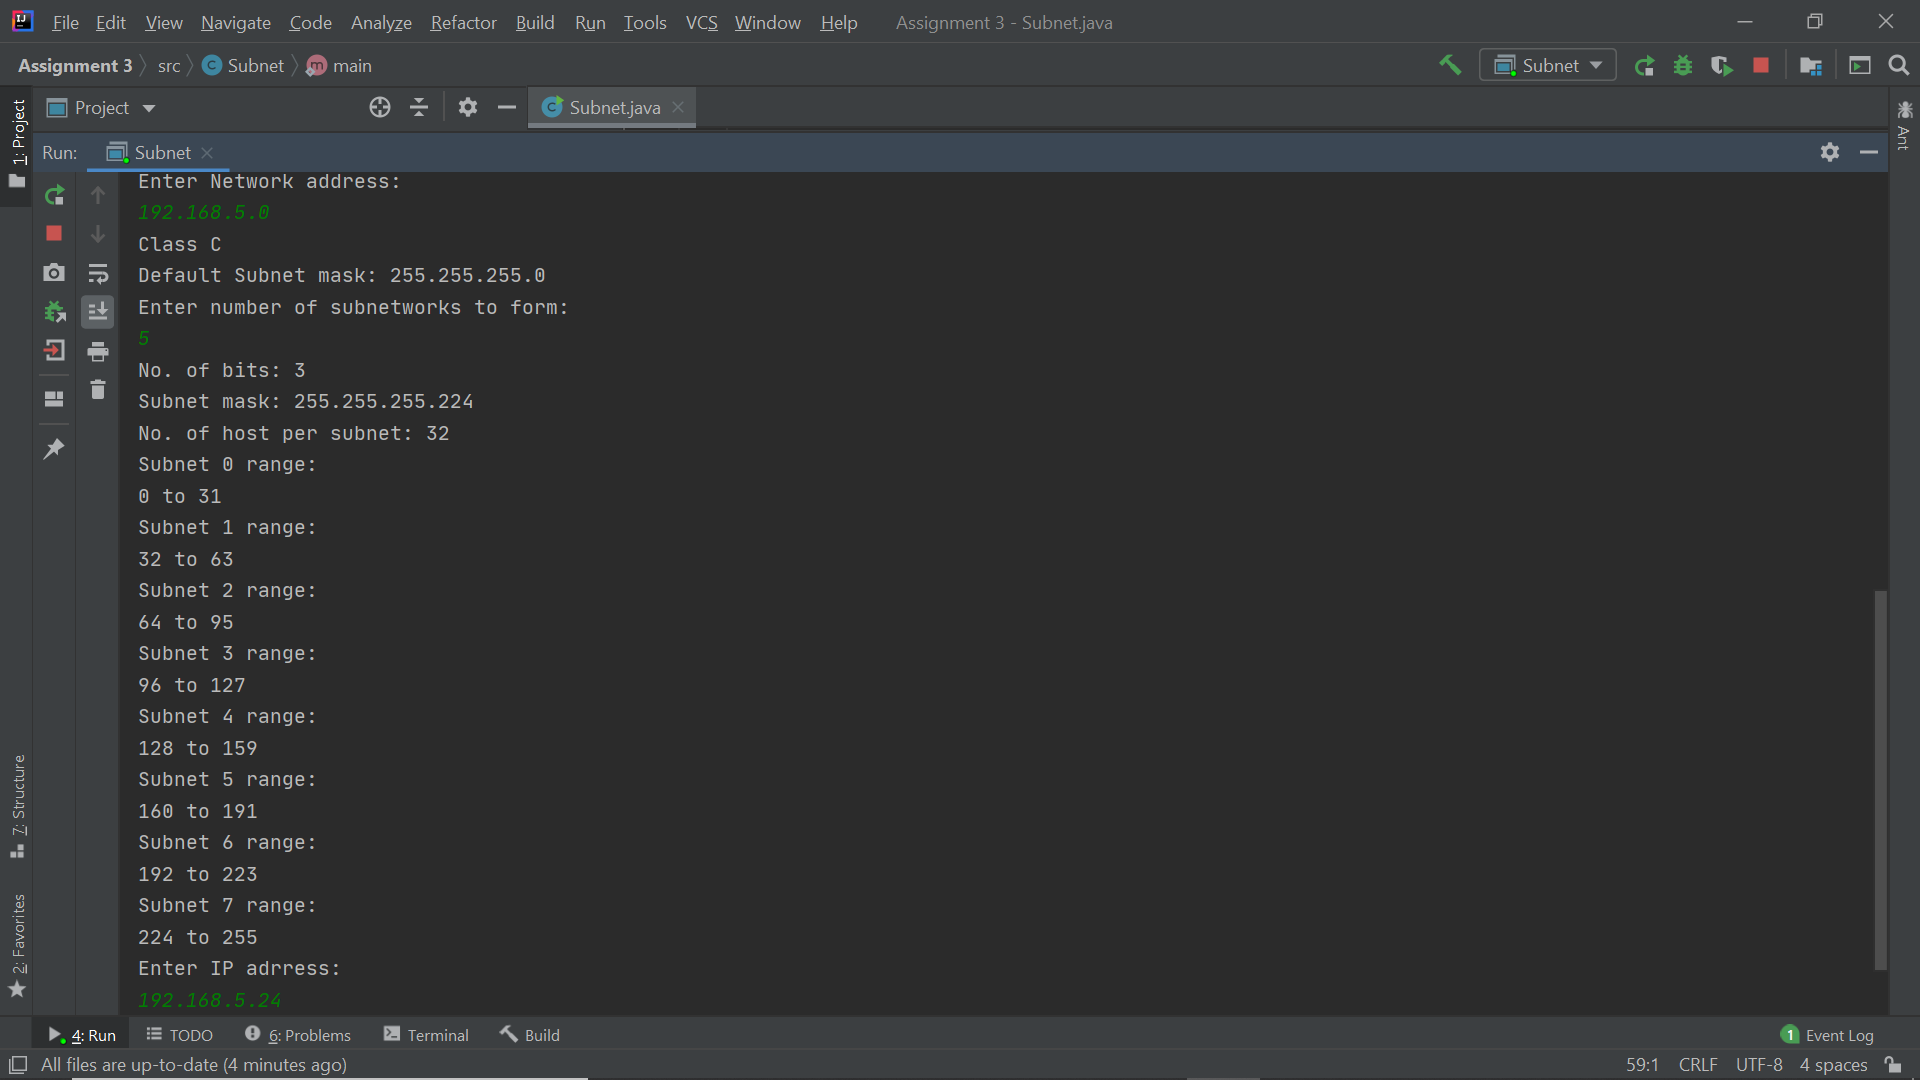 File Edit View Navigate Code Analyze Refactor Build Run Tools VCS Window Help Assignment 3 - Subnet.java
Assignment 3 src C Subnet m main Subnet
1: Project
Project C Subnet.java
Ant
Run: Subnet
Enter Network address:
192.168.5.0
Class C
Default Subnet mask: 255.255.255.0
Enter number of subnetworks to form:
5
No. of bits: 3
Subnet mask: 255.255.255.224
No. of host per subnet: 32
Subnet 0 range:
0 to 31
Subnet 1 range:
32 to 63
Subnet 2 range:
64 to 95
Subnet 3 range:
96 to 127
Subnet 4 range:
128 to 159
Subnet 5 range:
160 to 191
Subnet 6 range:
192 to 223
Subnet 7 range:
224 to 255
Enter IP adrress:
192.168.5.24
7: Structure
2: Favorites
4: Run TODO 6: Problems Terminal Build 1 Event Log
All files are up-to-date (4 minutes ago) 59:1 CRLF UTF-8 4 spaces